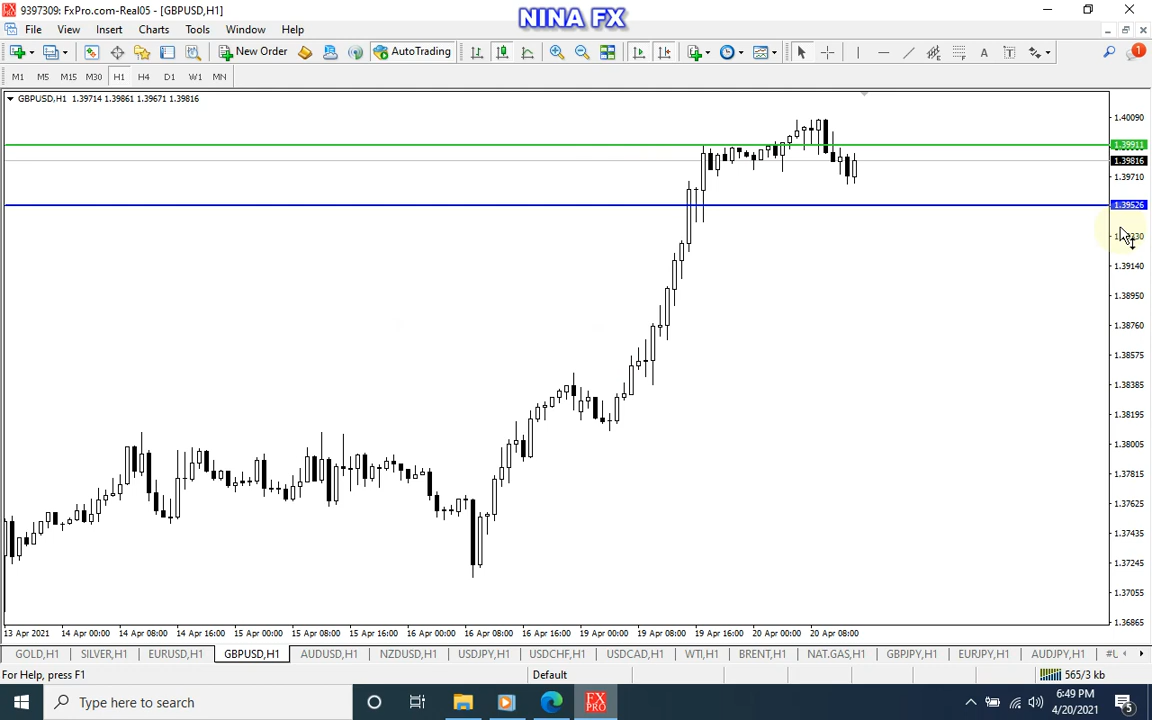 9397309: FxPro.com-Real05 - [GBPUSD,H1]
NINA FX
File View Insert Charts Tools Window Help
New Order AutoTrading A T 1
M1 M5 M15 M30 H1 H4 D1 W1 MN
GBPUSD,H1 1.39714 1.39861 1.39671 1.39816
1.40090
1.39911
1.39816
1.39710
1.39526
1.39140
1.38950
1.38760
1.38575
1.38385
1.38195
1.38005
1.37815
1.37625
1.37435
1.37245
1.37055
1.36865
13 Apr 2021 14 Apr 00:00 14 Apr 08:00 14 Apr 16:00 15 Apr 00:00 15 Apr 08:00 15 Apr 16:00 16 Apr 00:00 16 Apr 08:00 16 Apr 16:00 19 Apr 00:00 19 Apr 08:00 19 Apr 16:00 20 Apr 00:00 20 Apr 08:00
GOLD,H1 SILVER,H1 EURUSD,H1 GBPUSD,H1 AUDUSD,H1 NZDUSD,H1 USDJPY,H1 USDCHF,H1 USDCAD,H1 WTI,H1 BRENT,H1 NAT.GAS,H1 GBPJPY,H1 EURJPY,H1 AUDJPY,H1 #U
For Help, press F1 Default 565/3 kb
Type here to search FX PRO 6:49 PM
4/20/2021 5